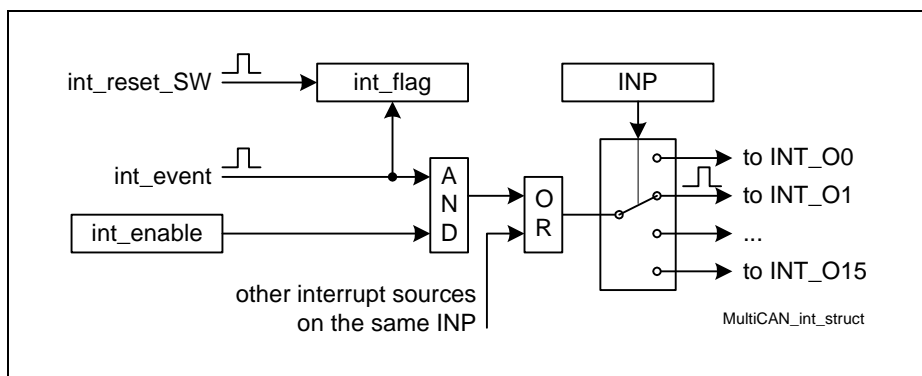 int_reset_SW
int_flag
INP
int_event
int_enable
A
N
D
O
R
other interrupt sources
on the same INP
to INT_O0
to INT_O1
...
to INT_O15
MultiCAN_int_struct